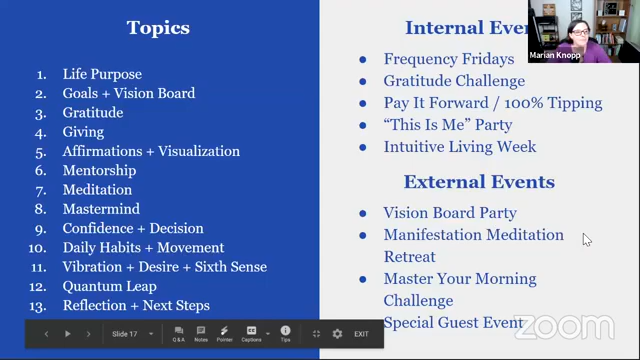 Topics
1. Life Purpose
2. Goals + Vision Board
3. Gratitude
4. Giving
5. Affirmations + Visualization
6. Mentorship
7. Meditation
8. Mastermind
9. Confidence + Decision
10. Daily Habits + Movement
11. Vibration + Desire + Sixth Sense
12. Quantum Leap
13. Reflection + Next Steps
Internal Eve
● Frequency Fridays
● Gratitude Challenge
● Pay It Forward / 100% Tipping
● “This Is Me” Party
● Intuitive Living Week
External Events
● Vision Board Party
● Manifestation Meditation
Retreat
● Master Your Morning
Challenge
Special Guest Event
Marian Knopp
Slide 17
Q & A
Notes
Pointer
Captions
Tips
EXIT
zoom